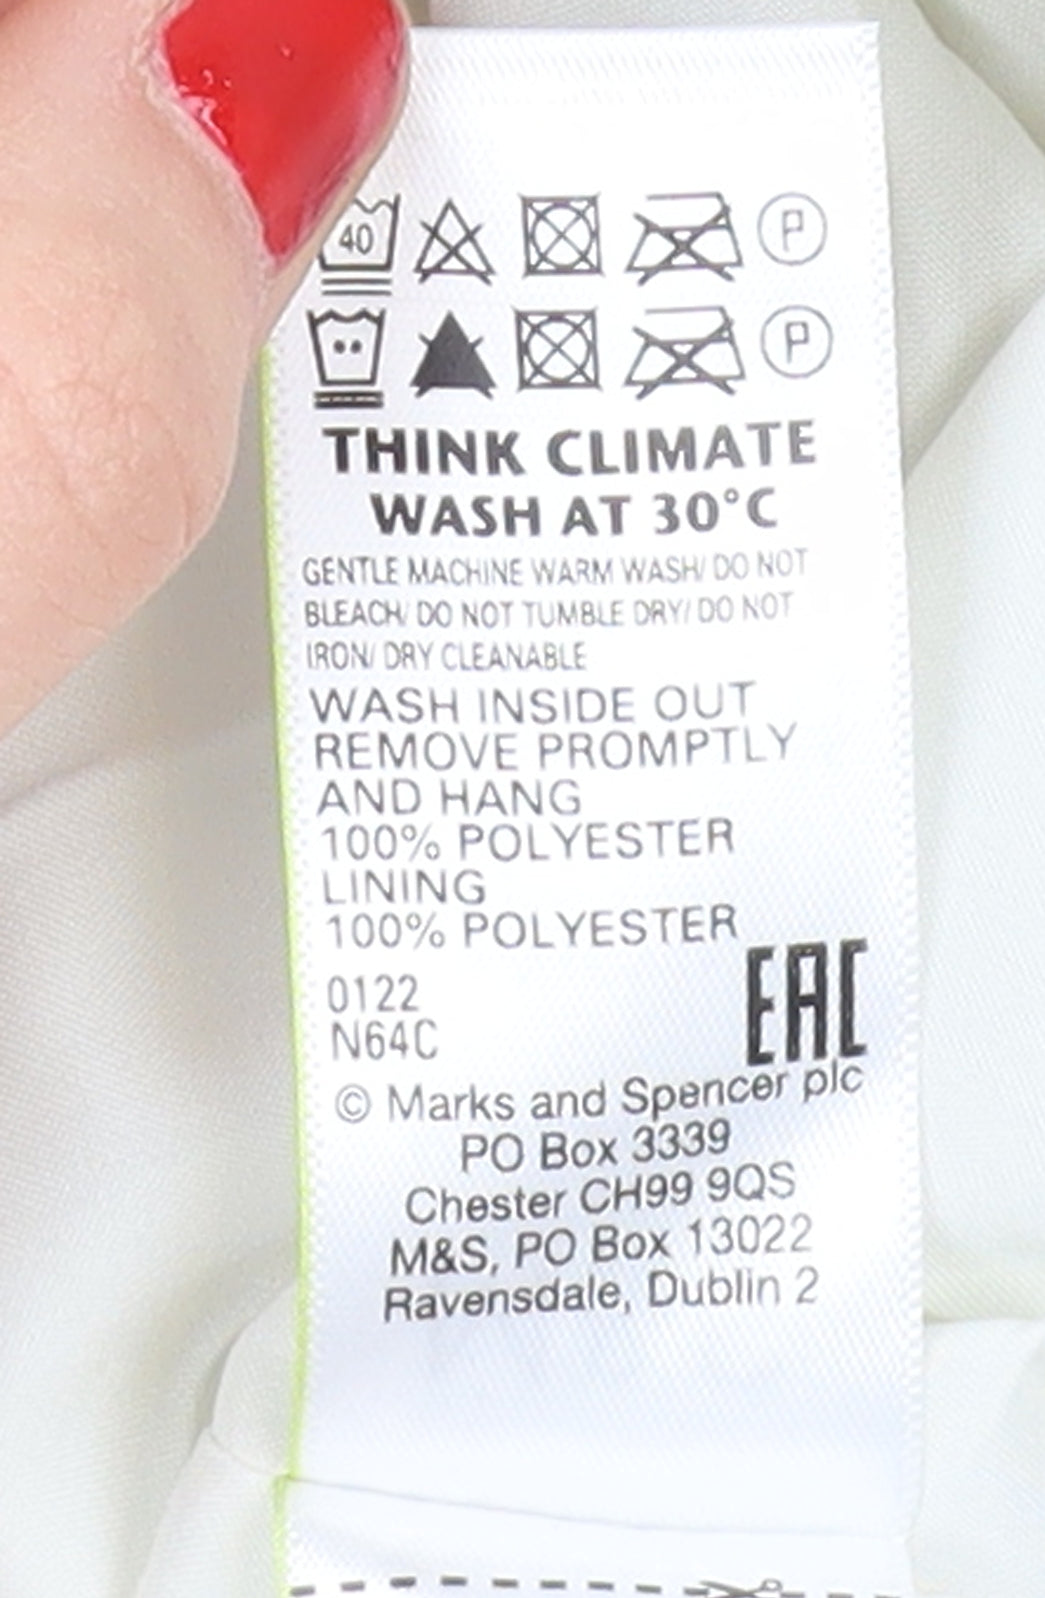 40
P
P
THINK CLIMATE
WASH AT 30°C
GENTLE MACHINE WARM WASH/ DO NOT
BLEACH/ DO NOT TUMBLE DRY/ DO NOT
IRON/ DRY CLEANABLE
WASH INSIDE OUT
REMOVE PROMPTLY
AND HANG
100% POLYESTER
LINING
100% POLYESTER
0122
N64C
EAC
© Marks and Spencer plc
PO Box 3339
Chester CH99 9QS
M&S, PO Box 13022
Ravensdale, Dublin 2